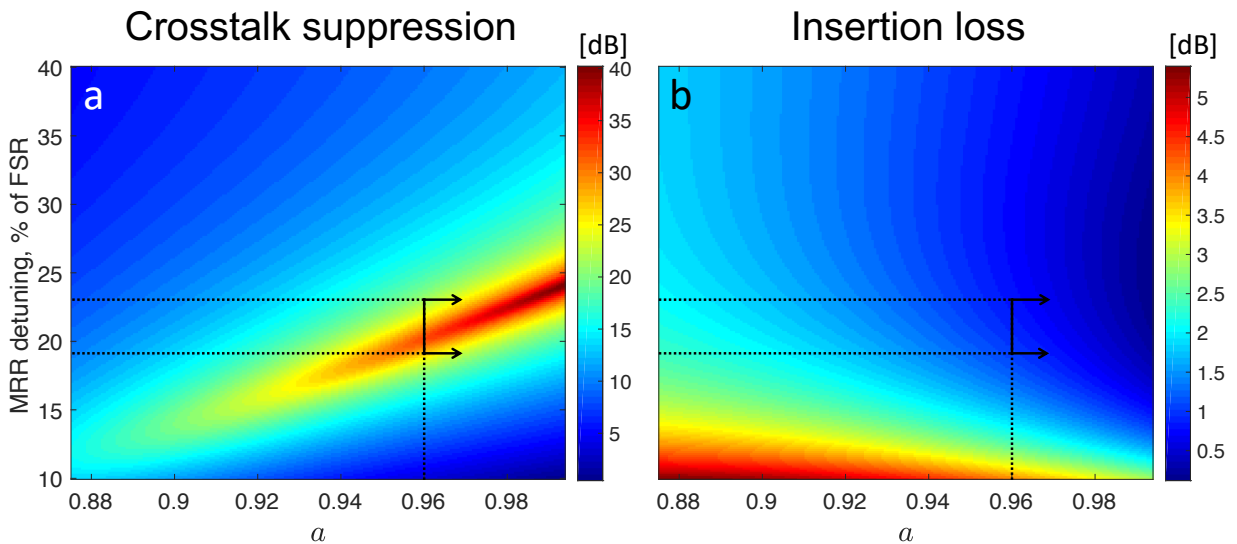 Crosstalk suppression
[dB]
a
MRR detuning, % of FSR
40
35
30
25
20
15
10
0.88 0.9 0.92 0.94 0.96 0.98
a
40
35
30
25
20
15
10
5
Insertion loss
[dB]
b
0.88 0.9 0.92 0.94 0.96 0.98
a
5
4.5
4
3.5
3
2.5
2
1.5
1
0.5